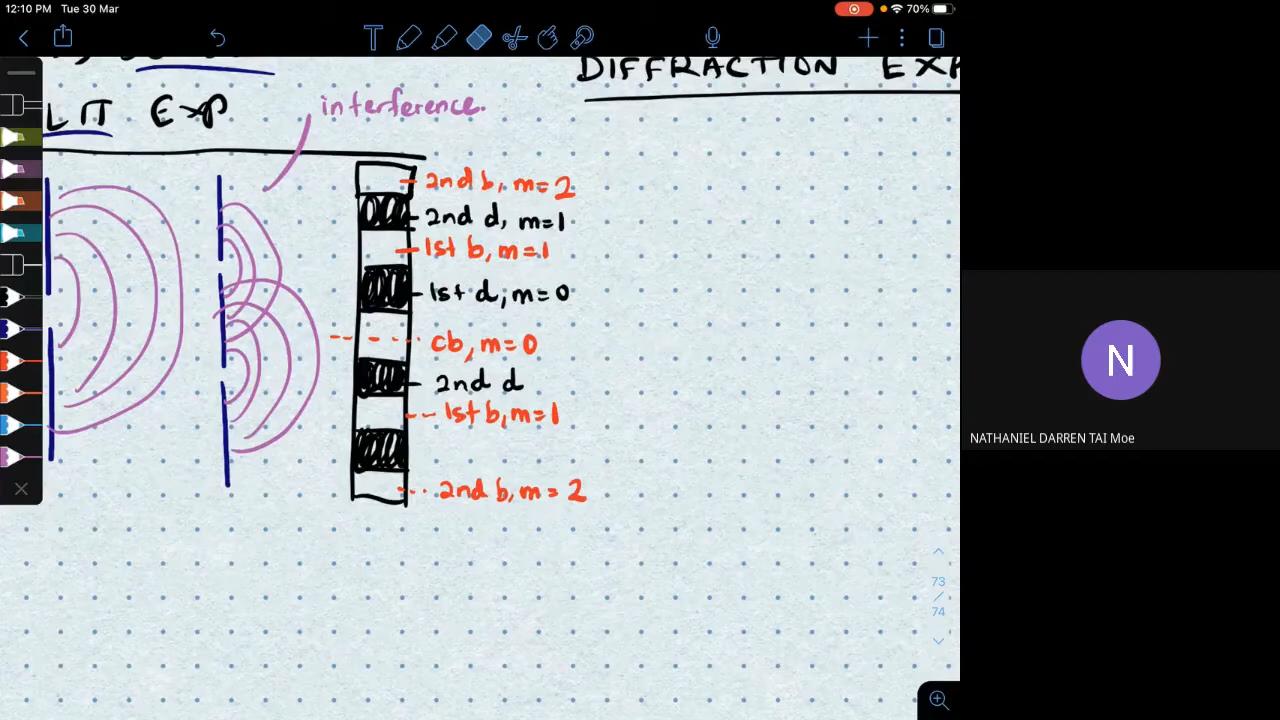 12:10 PM Tue 30 Mar
70%
T
DIFFRACTION EXP
LIT Exp
interference.
2nd b, m=2
2nd d, m=1
1st b, m=1
1st d, m=0
cb, m=0
2nd d
1st b, m=1
2nd b, m=2
N
NATHANIEL DARREN TAI Moe
73
/
74